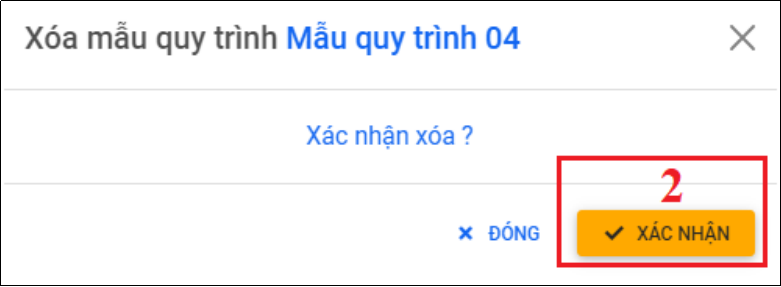 Xóa mẫu quy trình Mẫu quy trình 04
Xác nhận xóa ?
2
ĐÓNG
XÁC NHẬN